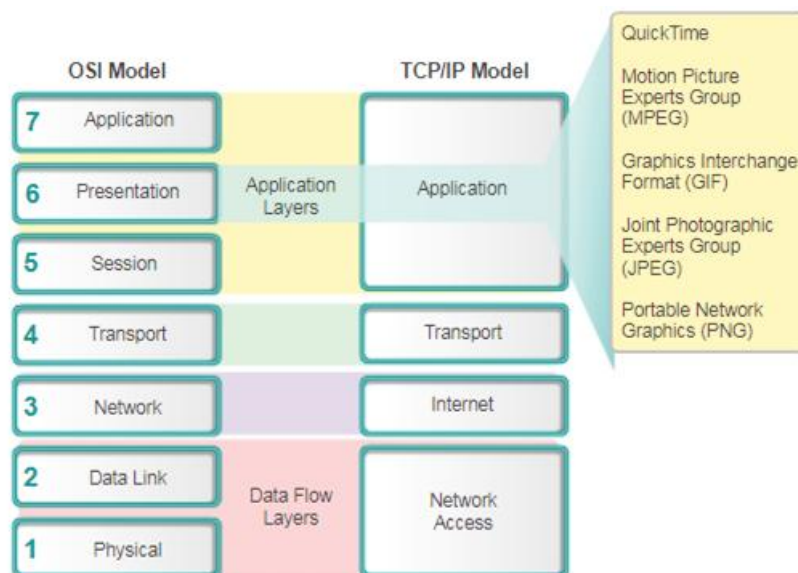 OSI Model
TCP/IP Model
7 Application
6 Presentation
5 Session
4 Transport
3 Network
2 Data Link
1 Physical
Application
Layers
Data Flow
Layers
Application
Transport
Internet
Network
Access
QuickTime
Motion Picture
Experts Group
(MPEG)
Graphics Interchange
Format (GIF)
Joint Photographic
Experts Group
(JPEG)
Portable Network
Graphics (PNG)